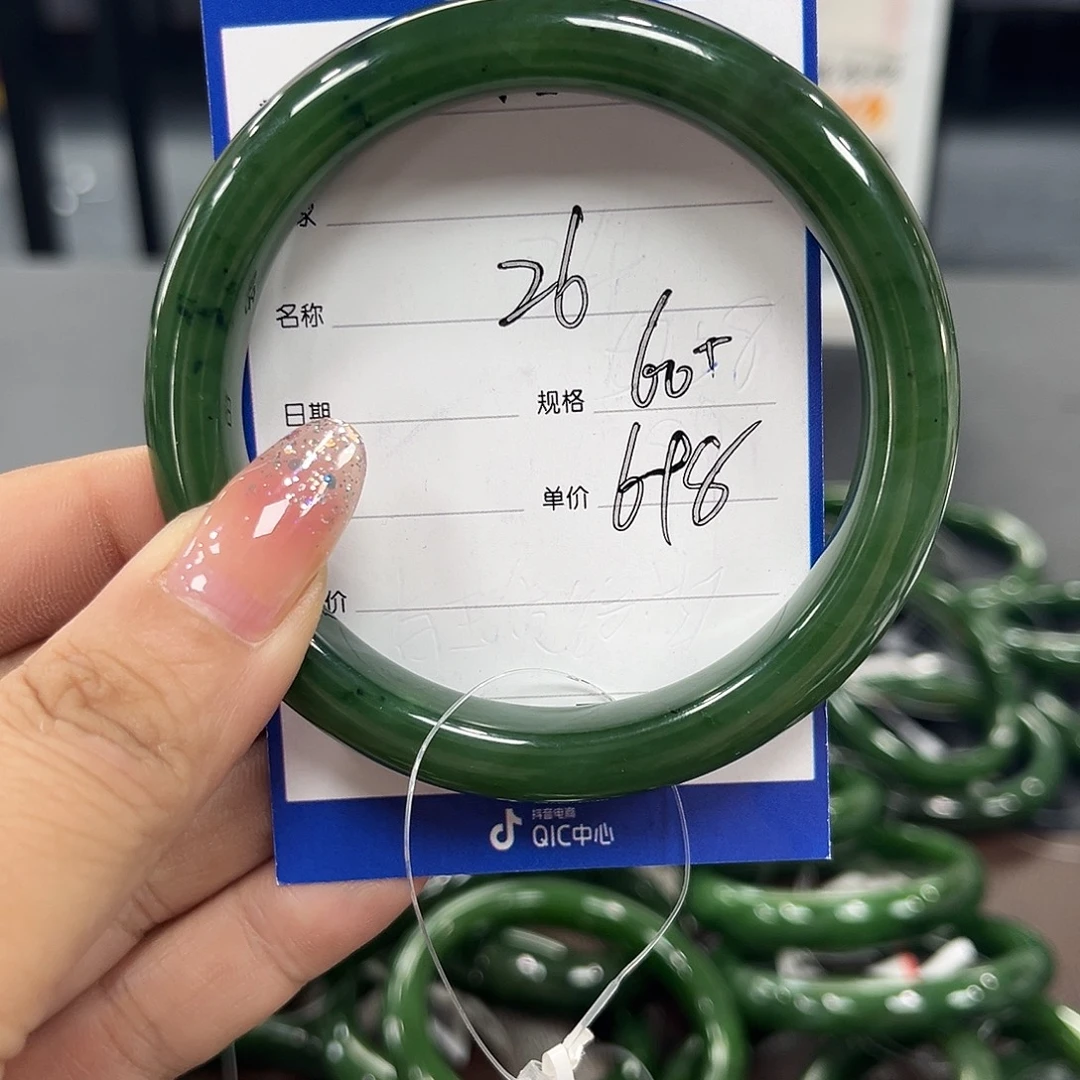 名称 26
日期 规格 60+
单价 698
价
抖音电商
QIC中心